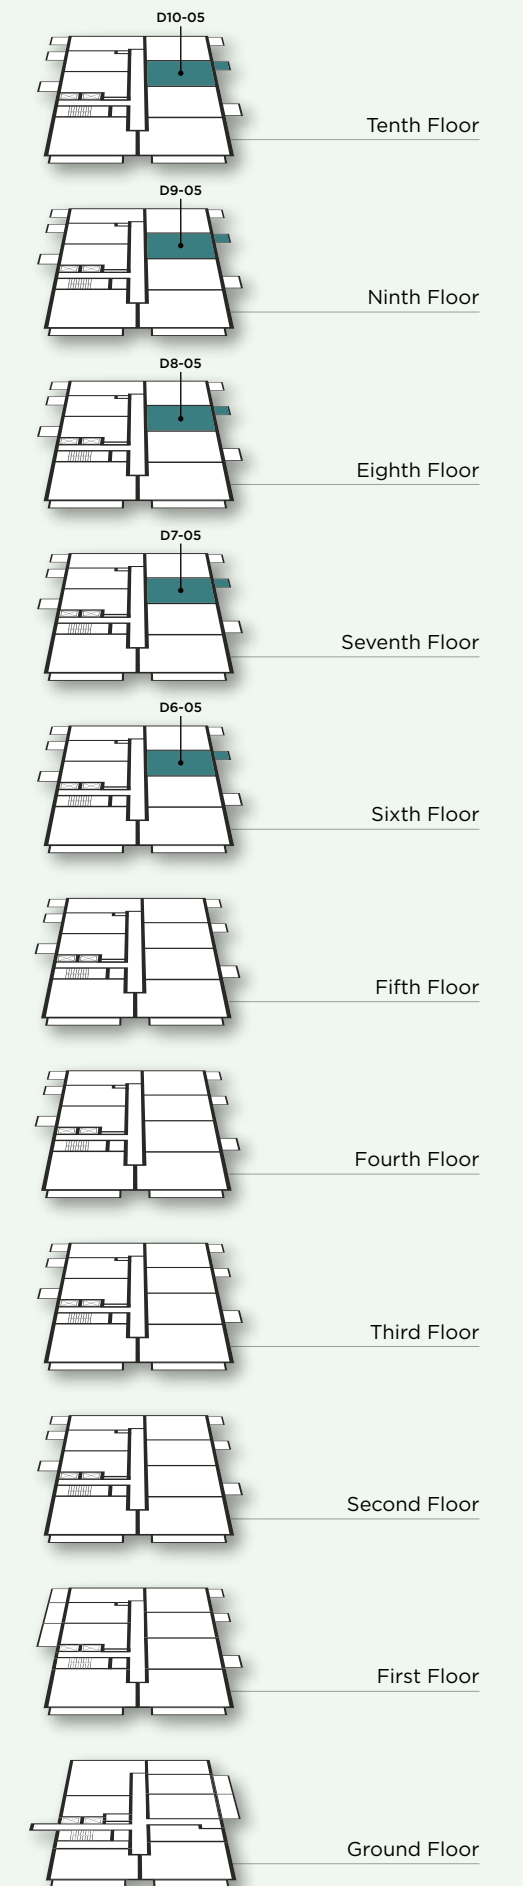 D10-05
Tenth Floor
D9-05
Ninth Floor
D8-05
Eighth Floor
D7-05
Seventh Floor
D6-05
Sixth Floor
Fifth Floor
Fourth Floor
Third Floor
Second Floor
First Floor
Ground Floor